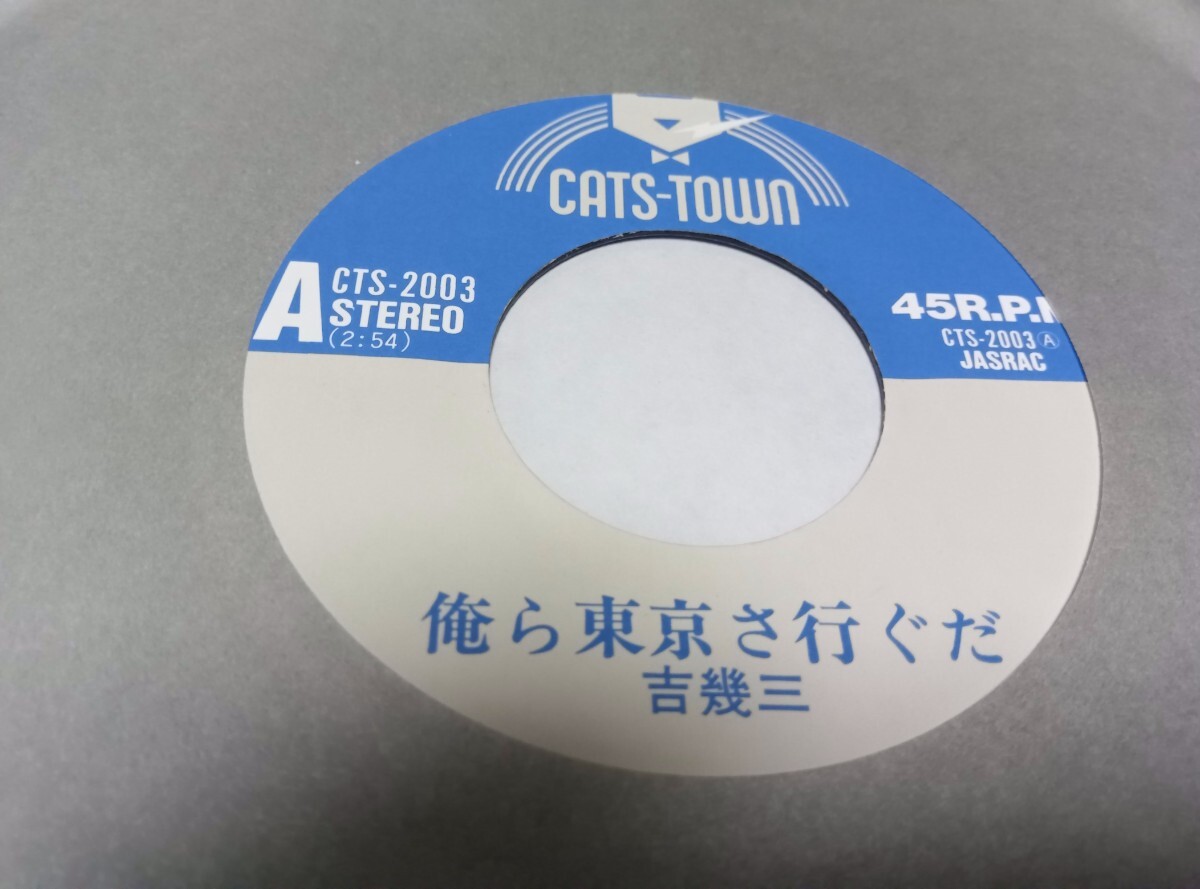 CATS-TOWN
A
CTS-2003
STEREO
(2:54)
45R.P.M
CTS-2003 Ⓐ
JASRAC
俺ら東京さ行ぐだ
吉幾三